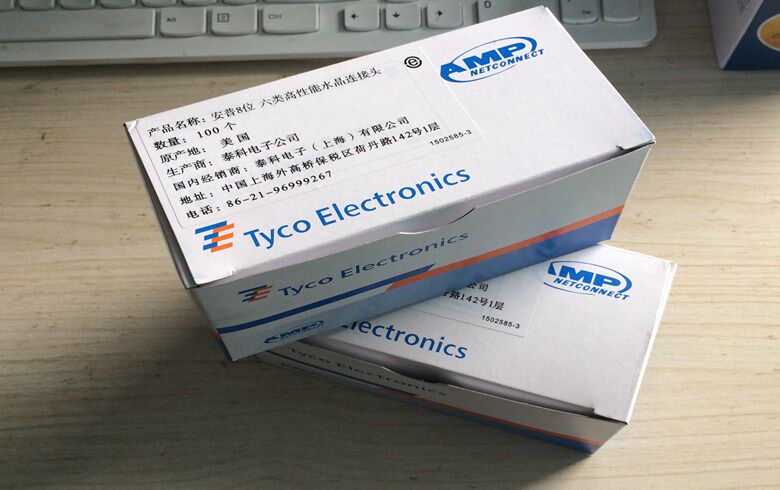 Alt
Ctrl
AMP
NETCONNECT
产品名称: 安普8位 六类高性能水晶连接头
数量: 100个
原产地: 美国
生产商: 泰科电子公司
国内经销商: 泰科电子(上海)有限公司
地址: 中国上海外高桥保税区荷丹路142号1层
电话: 86-21-96999267
1502585-3
Tyco Electronics
Tyco Electronics
AMP
NETCONNECT
路142号1层
1502585-3
Electronics